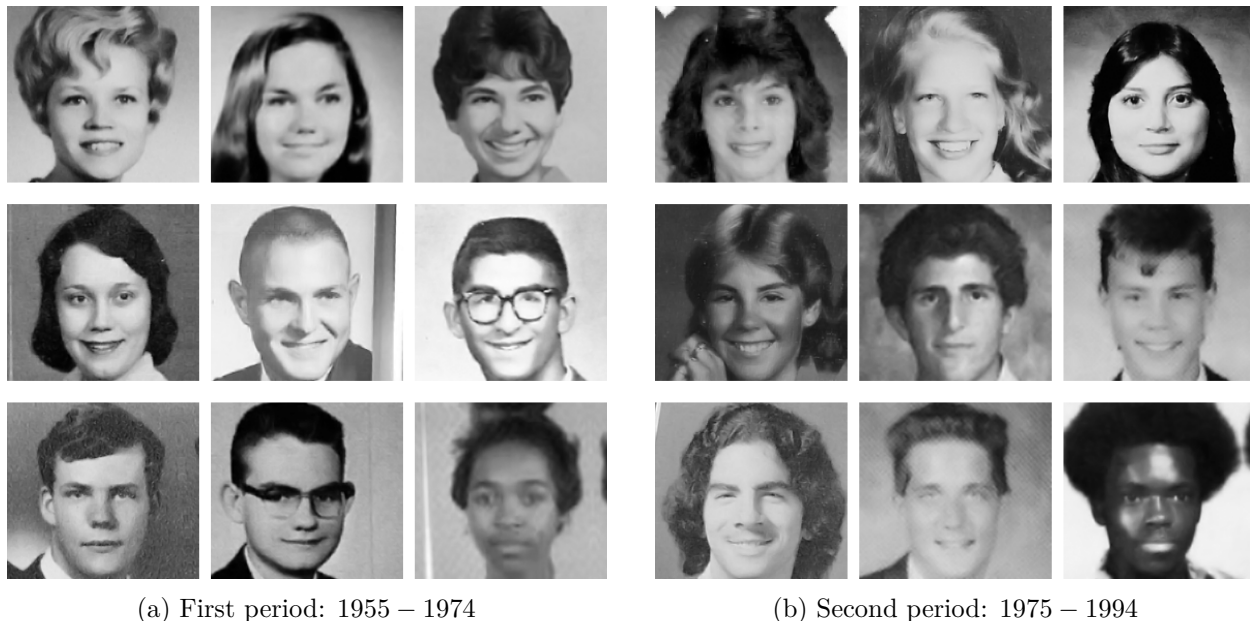 (a) First period: 1955 – 1974
(b) Second period: 1975 – 1994